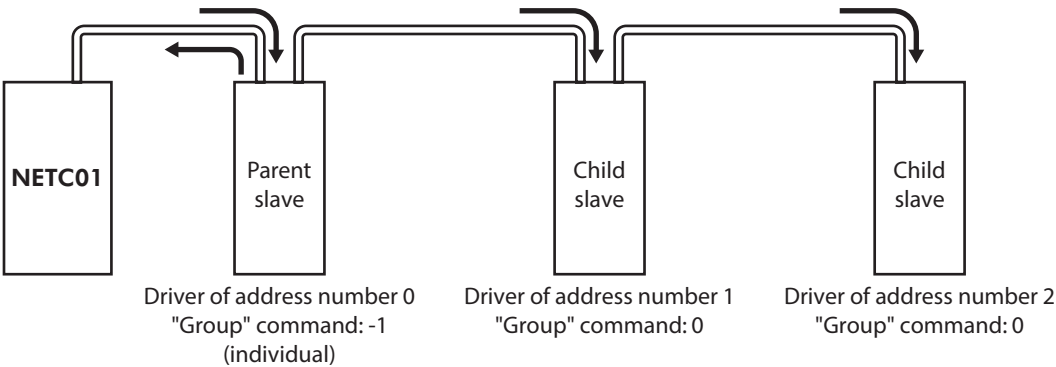 NETC01
Parent
slave
Child
slave
Child
slave
Driver of address number 0
"Group" command: -1
(individual)
Driver of address number 1
"Group" command: 0
Driver of address number 2
"Group" command: 0